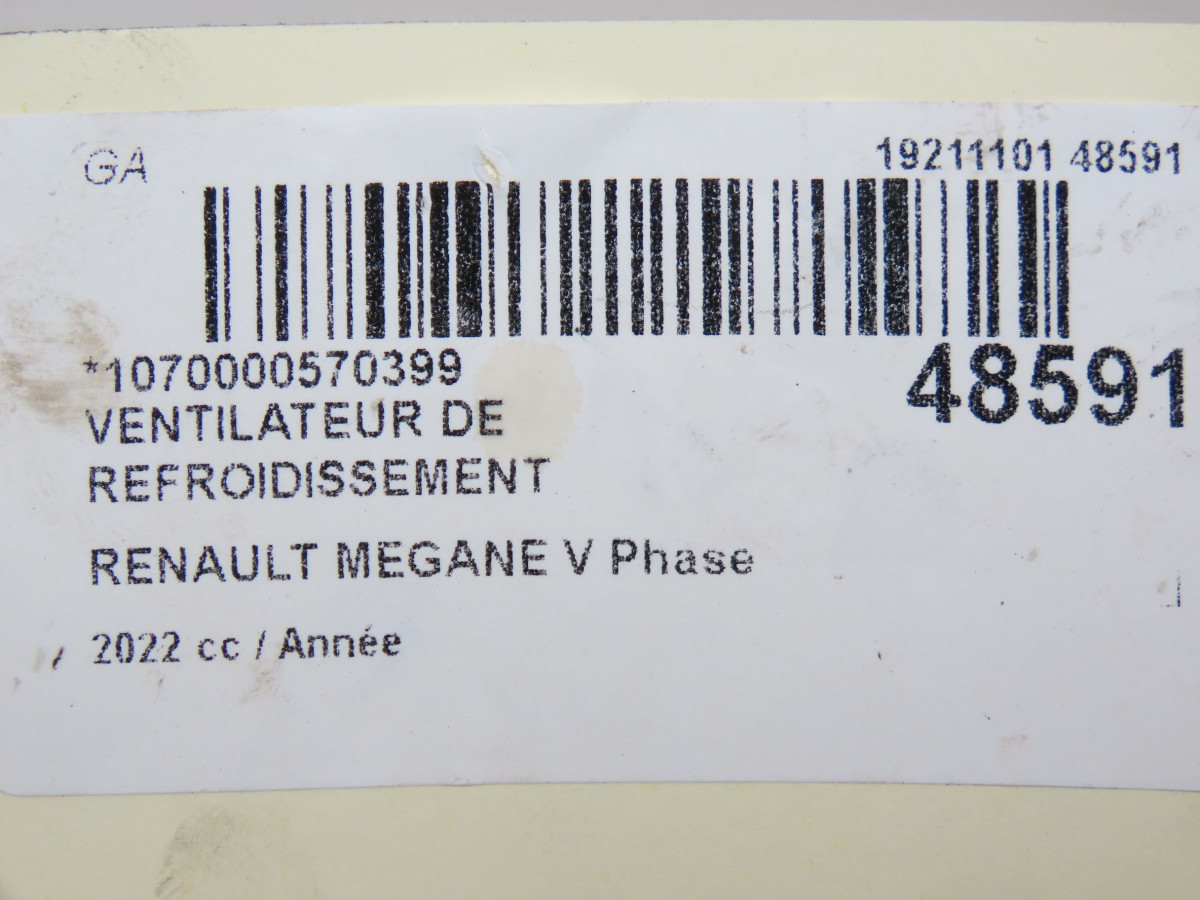 GA
19211101 48591
*1070000570399
48591
VENTILATEUR DE
REFROIDISSEMENT
RENAULT MEGANE V Phase
/ 2022 cc / Année